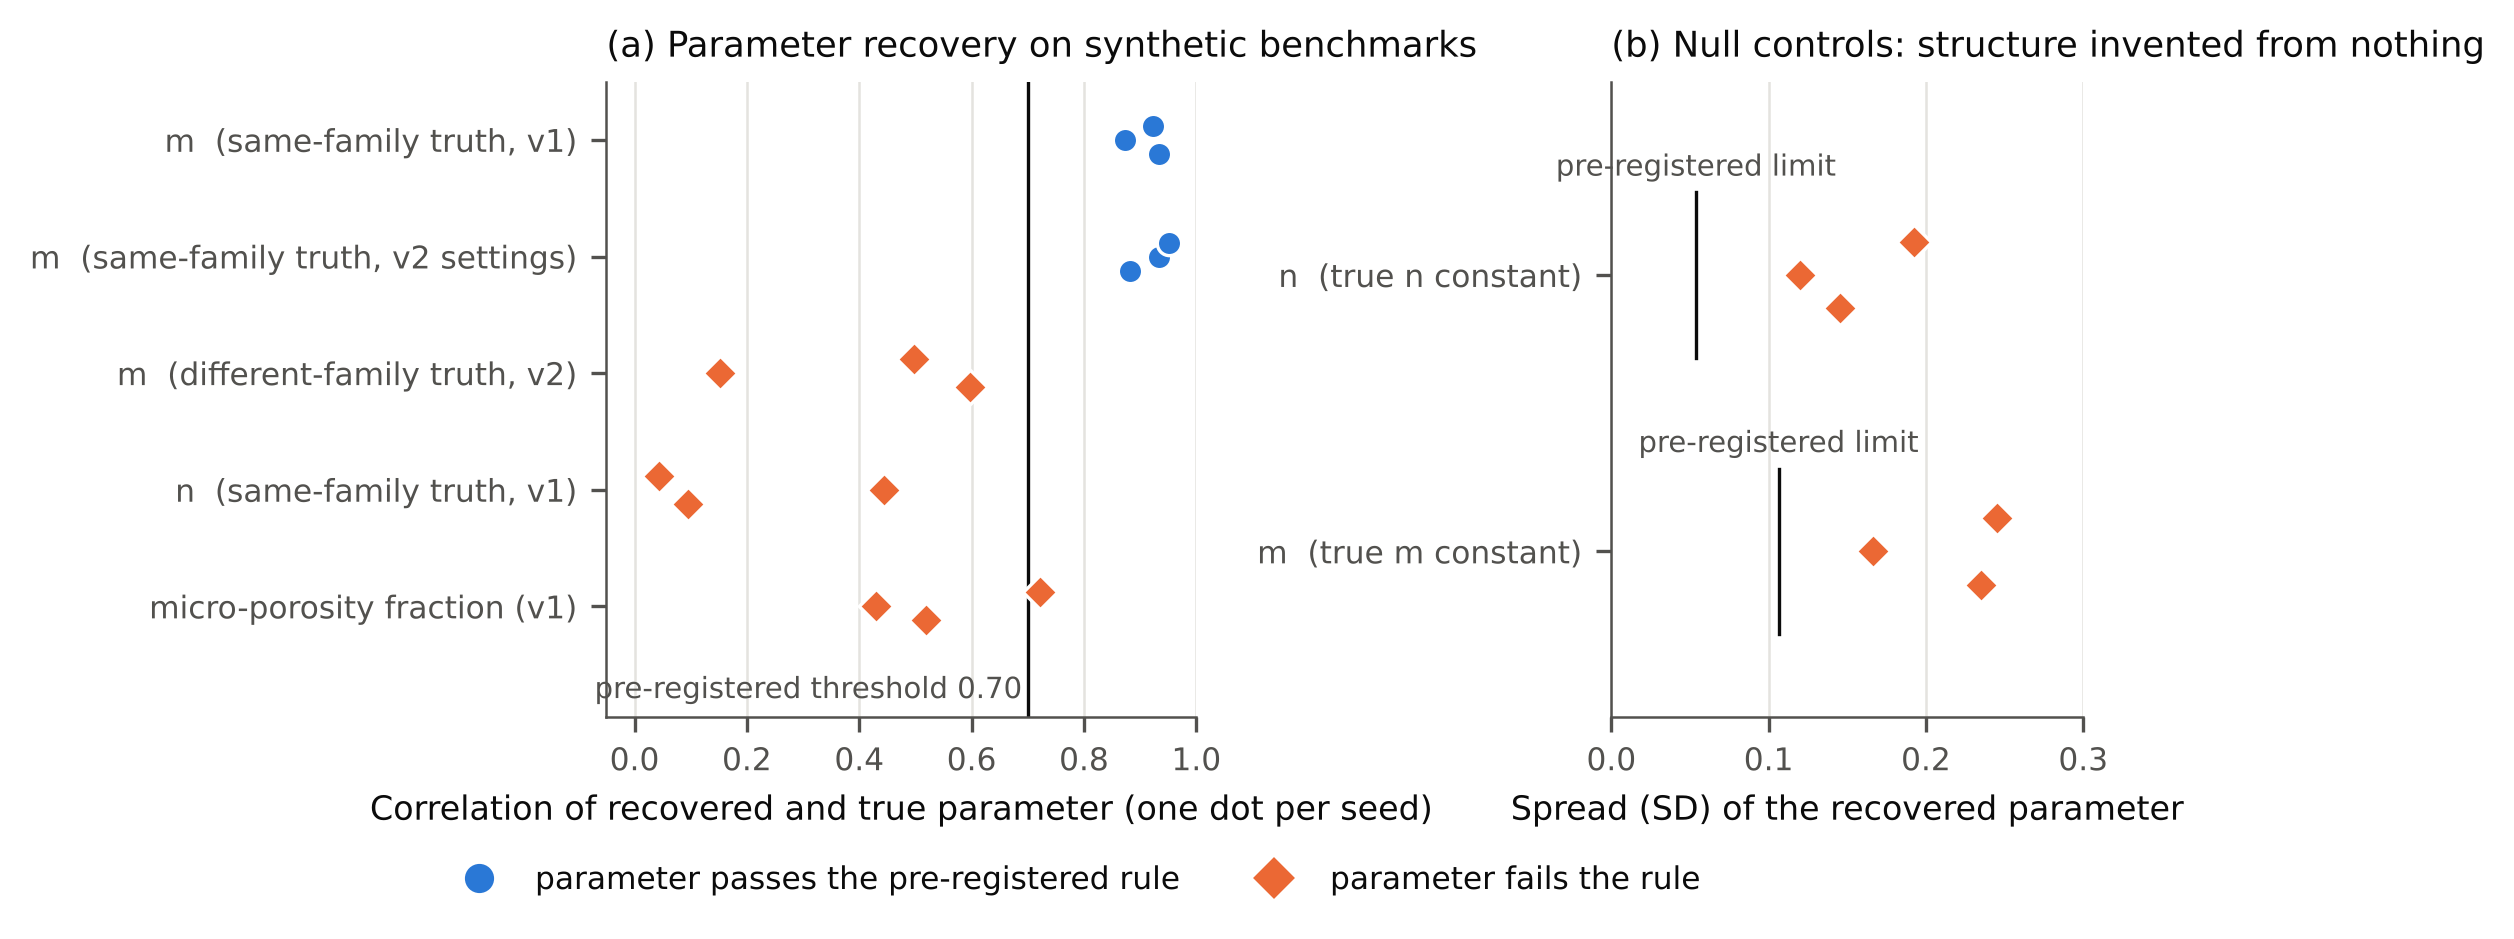 (a) Parameter recovery on synthetic benchmarks
m (same-family truth, v1)
m (same-family truth, v2 settings)
m (different-family truth, v2)
n (same-family truth, v1)
micro-porosity fraction (v1)
pre-registered threshold 0.70
0.0 0.2 0.4 0.6 0.8 1.0
Correlation of recovered and true parameter (one dot per seed)
(b) Null controls: structure invented from nothing
pre-registered limit
n (true n constant)
pre-registered limit
m (true m constant)
0.0 0.1 0.2 0.3
Spread (SD) of the recovered parameter
parameter passes the pre-registered rule
parameter fails the rule